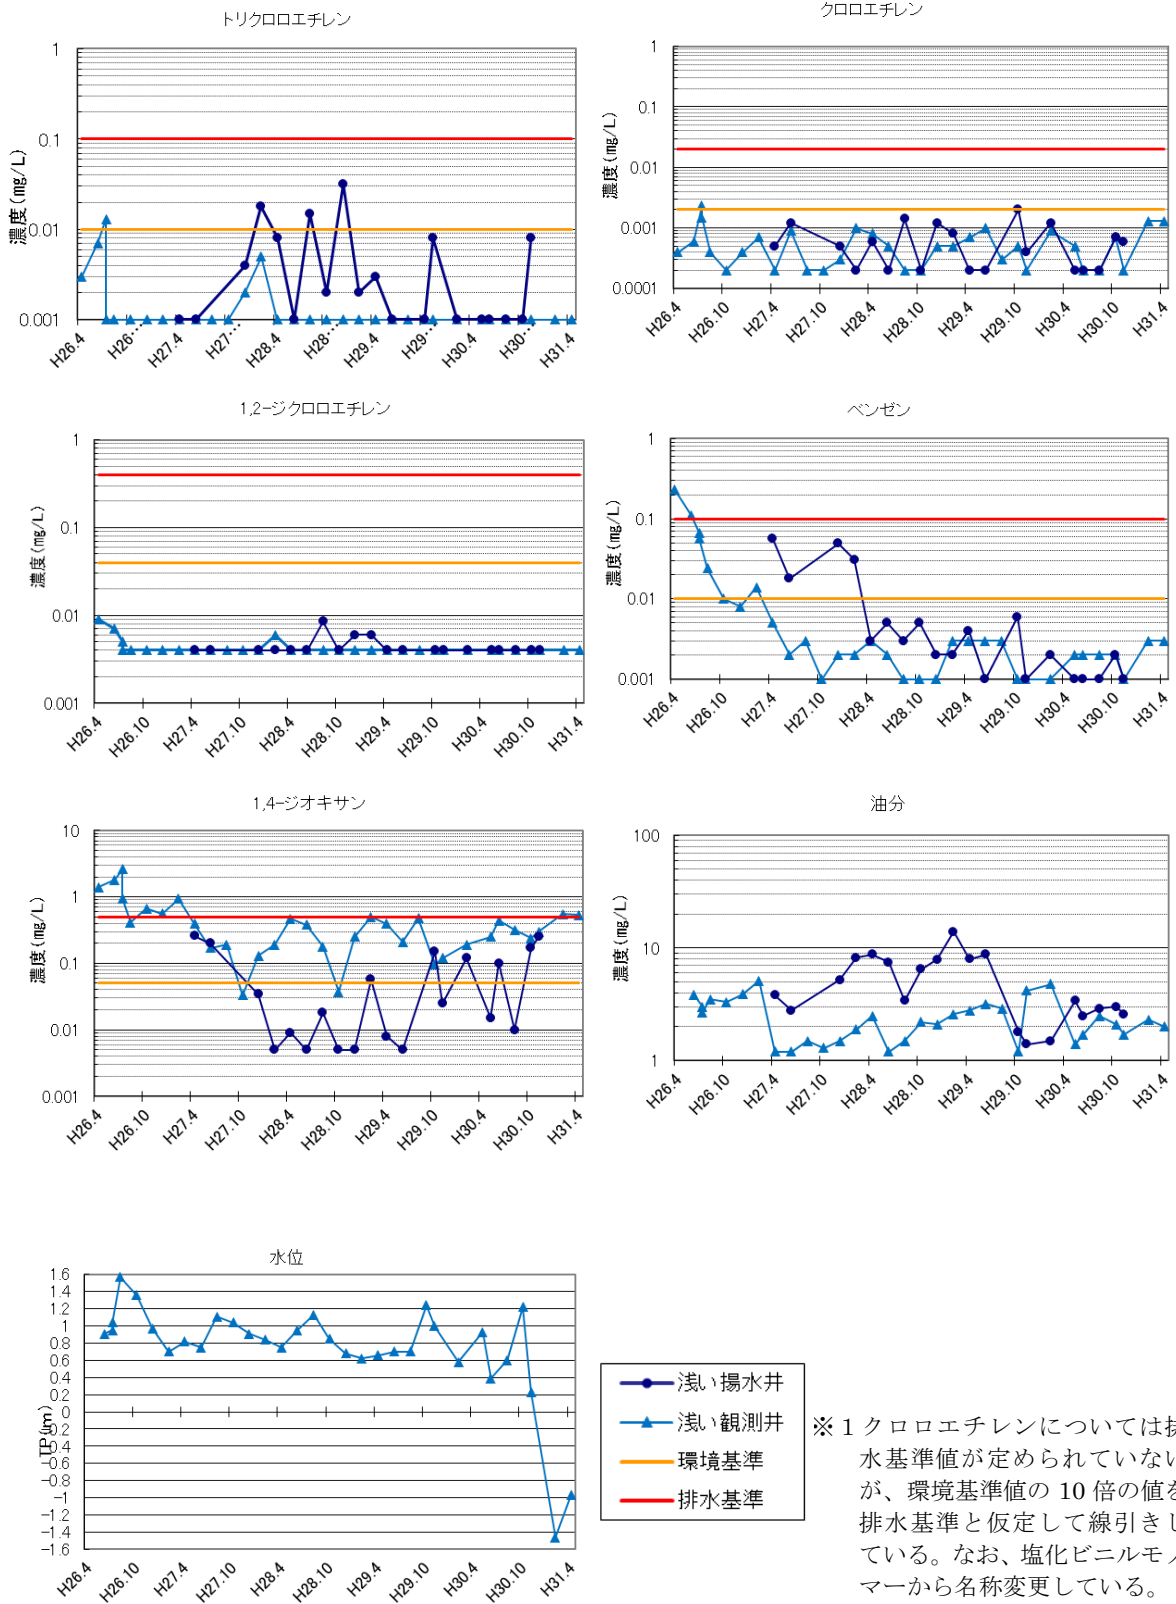 トリクロロエチレン
濃度(mg/L)
1
0.1
0.01
0.001
H26.4
H26…
H27.4
H27…
H28.4
H28…
H29.4
H29…
H30.4
H30…
H31.4
クロロエチレン
濃度(mg/L)
1
0.1
0.01
0.001
0.0001
H26.4
H26.10
H27.4
H27.10
H28.4
H28.10
H29.4
H29.10
H30.4
H30.10
H31.4
1,2-ジクロロエチレン
濃度(mg/L)
1
0.1
0.01
0.001
H26.4
H26.10
H27.4
H27.10
H28.4
H28.10
H29.4
H29.10
H30.4
H30.10
H31.4
ベンゼン
濃度(mg/L)
1
0.1
0.01
0.001
H26.4
H26.10
H27.4
H27.10
H28.4
H28.10
H29.4
H29.10
H30.4
H30.10
H31.4
1,4-ジオキサン
濃度(mg/L)
10
1
0.1
0.01
0.001
H26.4
H26.10
H27.4
H27.10
H28.4
H28.10
H29.4
H29.10
H30.4
H30.10
H31.4
油分
濃度(mg/L)
100
10
1
H26.4
H26.10
H27.4
H27.10
H28.4
H28.10
H29.4
H29.10
H30.4
H30.10
H31.4
水位
TP(m)
1.6
1.4
1.2
1
0.8
0.6
0.4
0.2
0
-0.2
-0.4
-0.6
-0.8
-1
-1.2
-1.4
-1.6
H26.4
H26.10
H27.4
H27.10
H28.4
H28.10
H29.4
H29.10
H30.4
H30.10
H31.4
浅い揚水井
浅い観測井
環境基準
排水基準
※1 クロロエチレンについては排
水基準値が定められていない
が、環境基準値の 10 倍の値を
排水基準と仮定して線引きし
ている。なお、塩化ビニルモノ
マーから名称変更している。